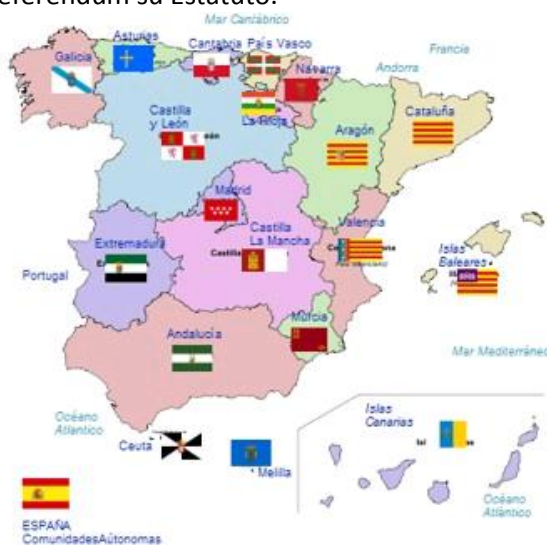 referéndum su Estatuto.
Mar Cantábrico
Asturias
Cantabria País Vasco
Francia
Galicia
Navarra
Andorra
Castilla
y León
La Rioja
Cataluña
Aragón
Madrid
Castilla
La Mancha
Castilla
Valencia
Extremadura
Islas
Baleares
Portugal
Murcia
Andalucía
Mar Mediterráneo
Océano
Atlantico
Islas
Canarias
Ceuta
Melilla
Océano
Atlántico
ESPAÑA
ComunidadesAútonomas